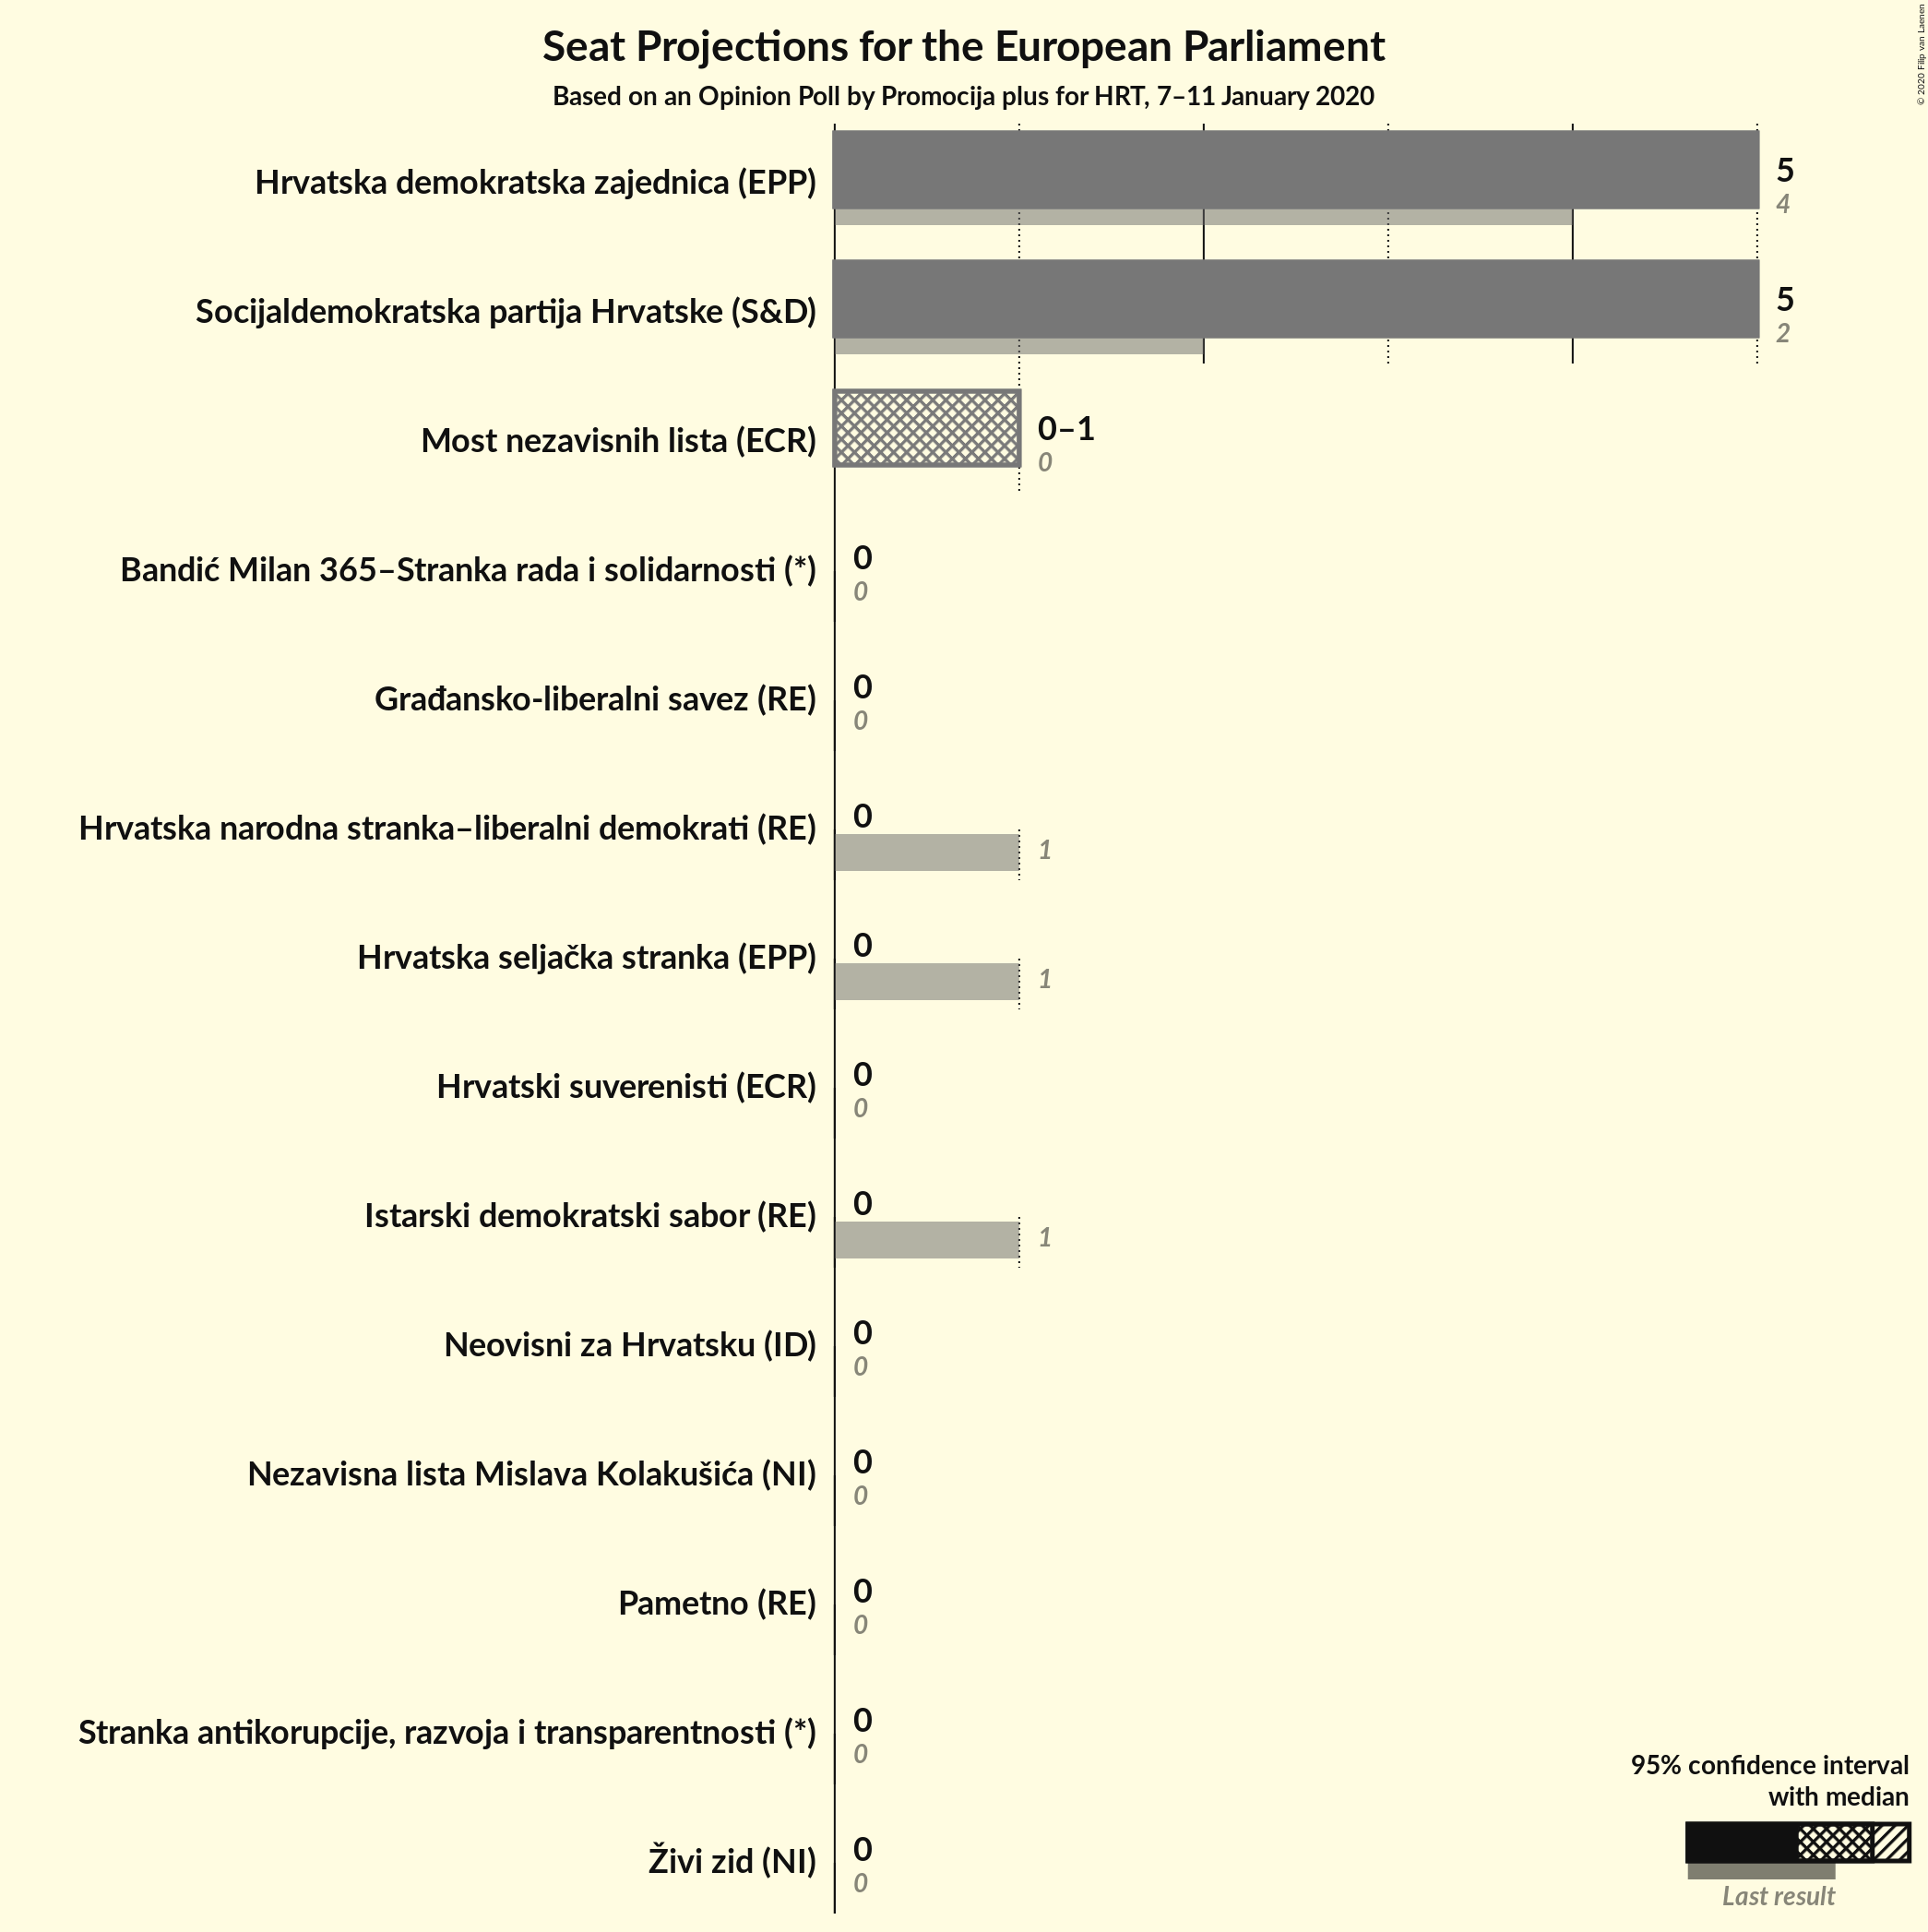 Seat Projections for the European Parliament
Based on an Opinion Poll by Promocija plus for HRT, 7–11 January 2020
© 2020 Filip van Laenen
Hrvatska demokratska zajednica (EPP)
5
4
Socijaldemokratska partija Hrvatske (S&D)
5
2
Most nezavisnih lista (ECR)
0–1
0
Bandić Milan 365–Stranka rada i solidarnosti (*)
0
0
Građansko-liberalni savez (RE)
0
0
Hrvatska narodna stranka–liberalni demokrati (RE)
0
1
Hrvatska seljačka stranka (EPP)
0
1
Hrvatski suverenisti (ECR)
0
0
Istarski demokratski sabor (RE)
0
1
Neovisni za Hrvatsku (ID)
0
0
Nezavisna lista Mislava Kolakušića (NI)
0
0
Pametno (RE)
0
0
Stranka antikorupcije, razvoja i transparentnosti (*)
0
0
Živi zid (NI)
0
0
95% confidence interval
with median
Last result